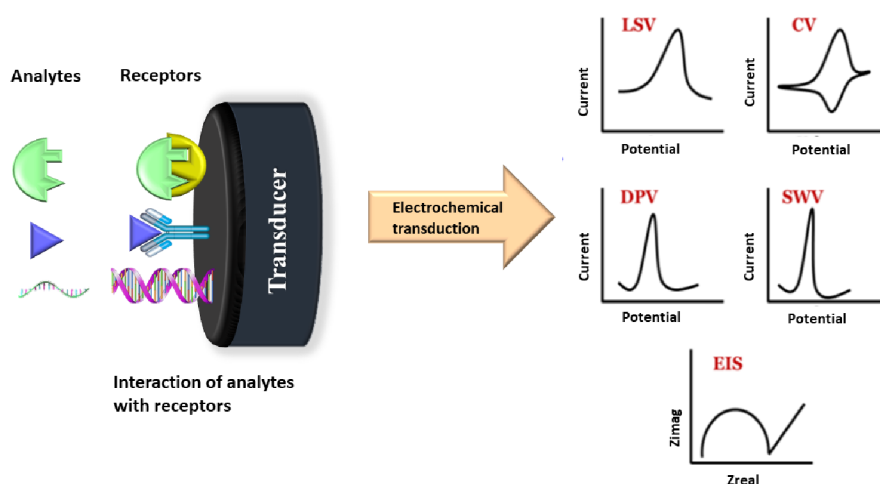 Analytes
Receptors
Transducer
Interaction of analytes
with receptors
Electrochemical
transduction
LSV
Current
Potential
CV
Current
Potential
DPV
Current
Potential
SWV
Current
Potential
EIS
Zimag
Zreal